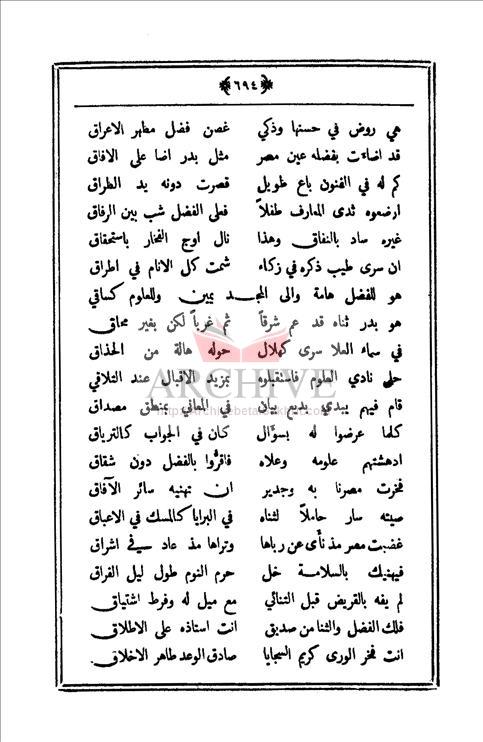 ﴿٦٩٤﴾
هي روض في حسنها وذكي غصن فضل مطهر الاعراق
قد اضاءت بفضله عين مصر مثل بدر اضا على الافاق
كم له في الفنون باع طويل قصرت دونه يد الطراق
ارضعوه ثدى المعارف طفلاً فعلى الفضل شب بين الرفاق
غيره ساد بالنفاق وهذا نال اوج الفخار باستحقاق
ان سرى طيب ذكره في زكاء شمت كل الانام في اطراق
هو للفضل هامة والى المجد يمين وللعلوم كساقي
هو بدر ثناه قد عم شرقاً ثم غرباً لكن بغير محاق
في سماء العلا سرى كهلال حوله هالة من الحذاق
حل نادي العلوم فاستقبلوه بمزيد الاقبال عند التلاقي
قام فيهم يبدي بديع بيان في المعاني بمنطق مصداق
كلما عرضوا له بسؤال كان في الجواب كالترياق
ادهشتهم علومه وعلاه فاقرُّوا بالفضل دون شقاق
فخرت مصرنا به وجدير ان تهنيه سائر الآفاق
صيته سار حاملاً لثناه في البرايا كالمسك في الاعباق
غضبت مصر مذ نأى عن رباها وتراها مذ عاد في اشراق
فيهنيك بالسلامة خل حرم النوم طول ليل الفراق
لم يفه بالقريض قبل التنائي مع ميل له وفرط اشتياق
فلك الفضل والثنا من صديق انت استاذه على الاطلاق
انت فخر الورى كريم السجايا صادق الوعد طاهر الاخلاق.
ARCHIVE